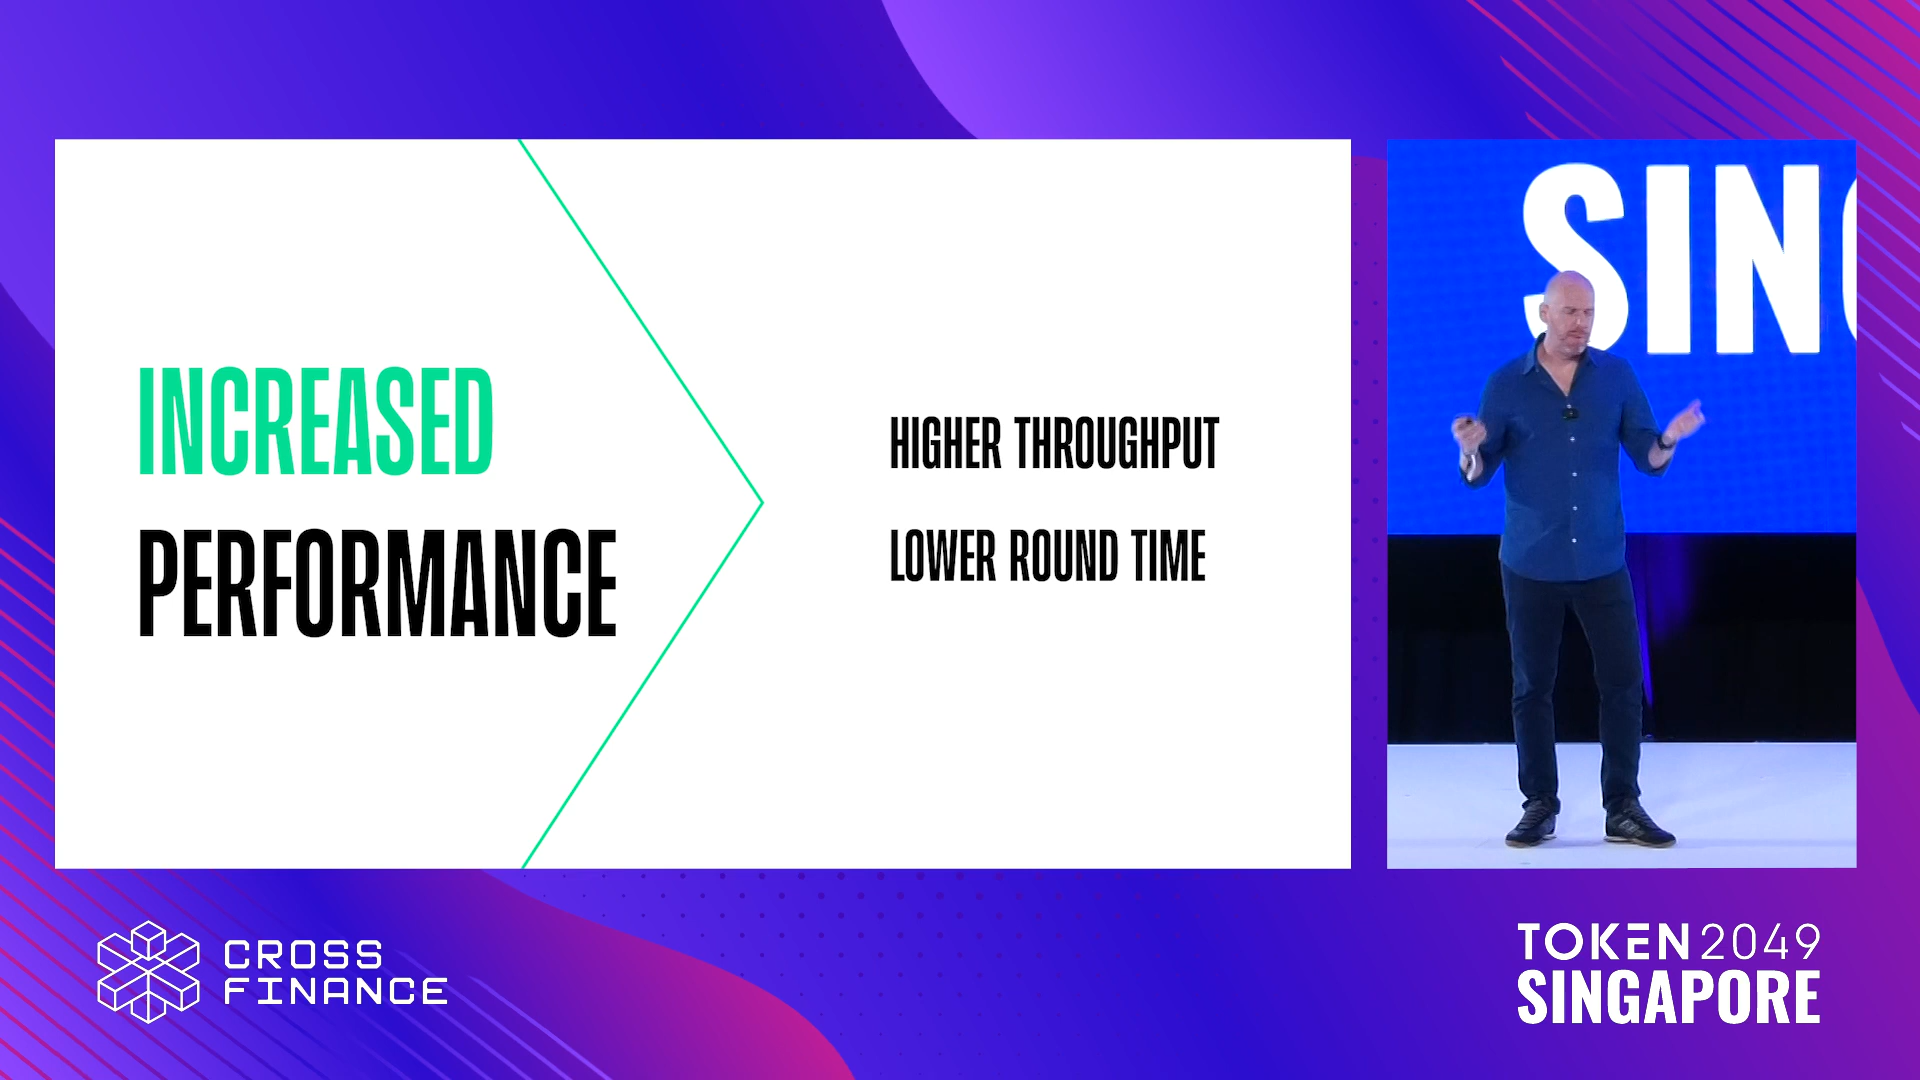 INCREASED
PERFORMANCE
HIGHER THROUGHPUT
LOWER ROUND TIME
SIN
CROSS
FINANCE
TOKEN2049
SINGAPORE